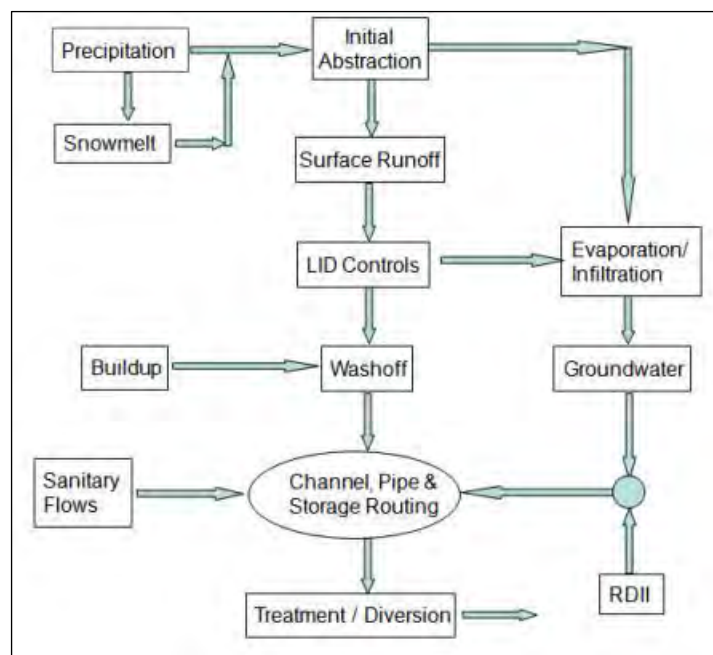 Precipitation
Initial
Abstraction
Snowmelt
Surface Runoff
LID Controls
Evaporation/
Infiltration
Buildup
Washoff
Groundwater
Sanitary
Flows
Channel, Pipe &
Storage Routing
RDII
Treatment / Diversion